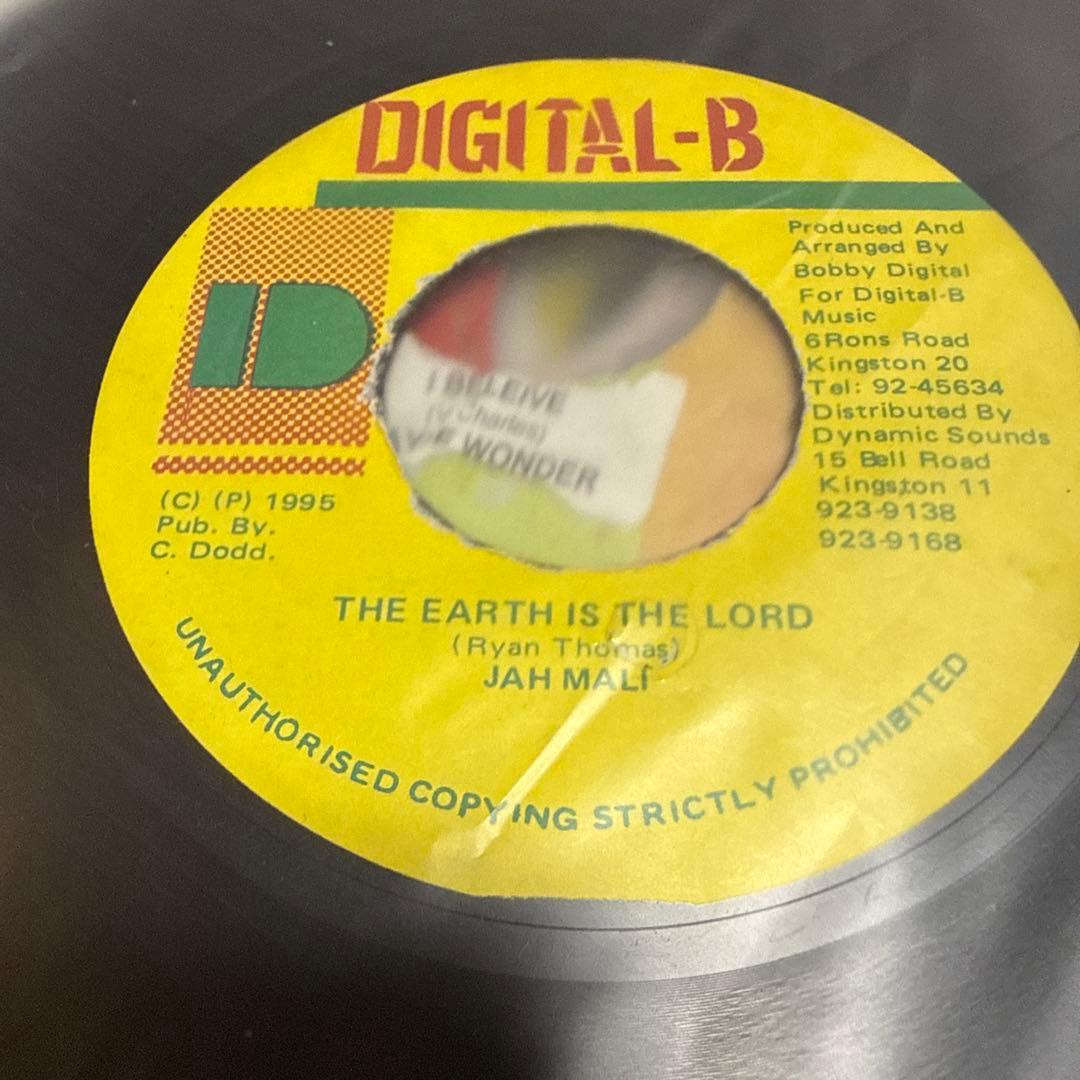 DIGITAL-B
Produced And
Arranged By
Bobby Digital
For Digital-B
Music
6Rons Road
Kingston 20
Tel: 92-45634
Distributed By
Dynamic Sounds
15 Bell Road
Kingston 11
923-9138
923-9168
D
I BELEIVE
(V Charles)
WONDER
(C) (P) 1995
Pub. By.
C. Dodd.
THE EARTH IS THE LORD
(Ryan Thomas)
JAH MALI
UNAUTHORISED COPYING STRICTLY PROHIBITED